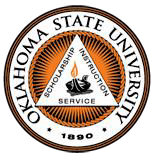 OKLAHOMA STATE UNIVERSITY
SCHOLARSHIP
INSTRUCTION
SERVICE
• 1890 •